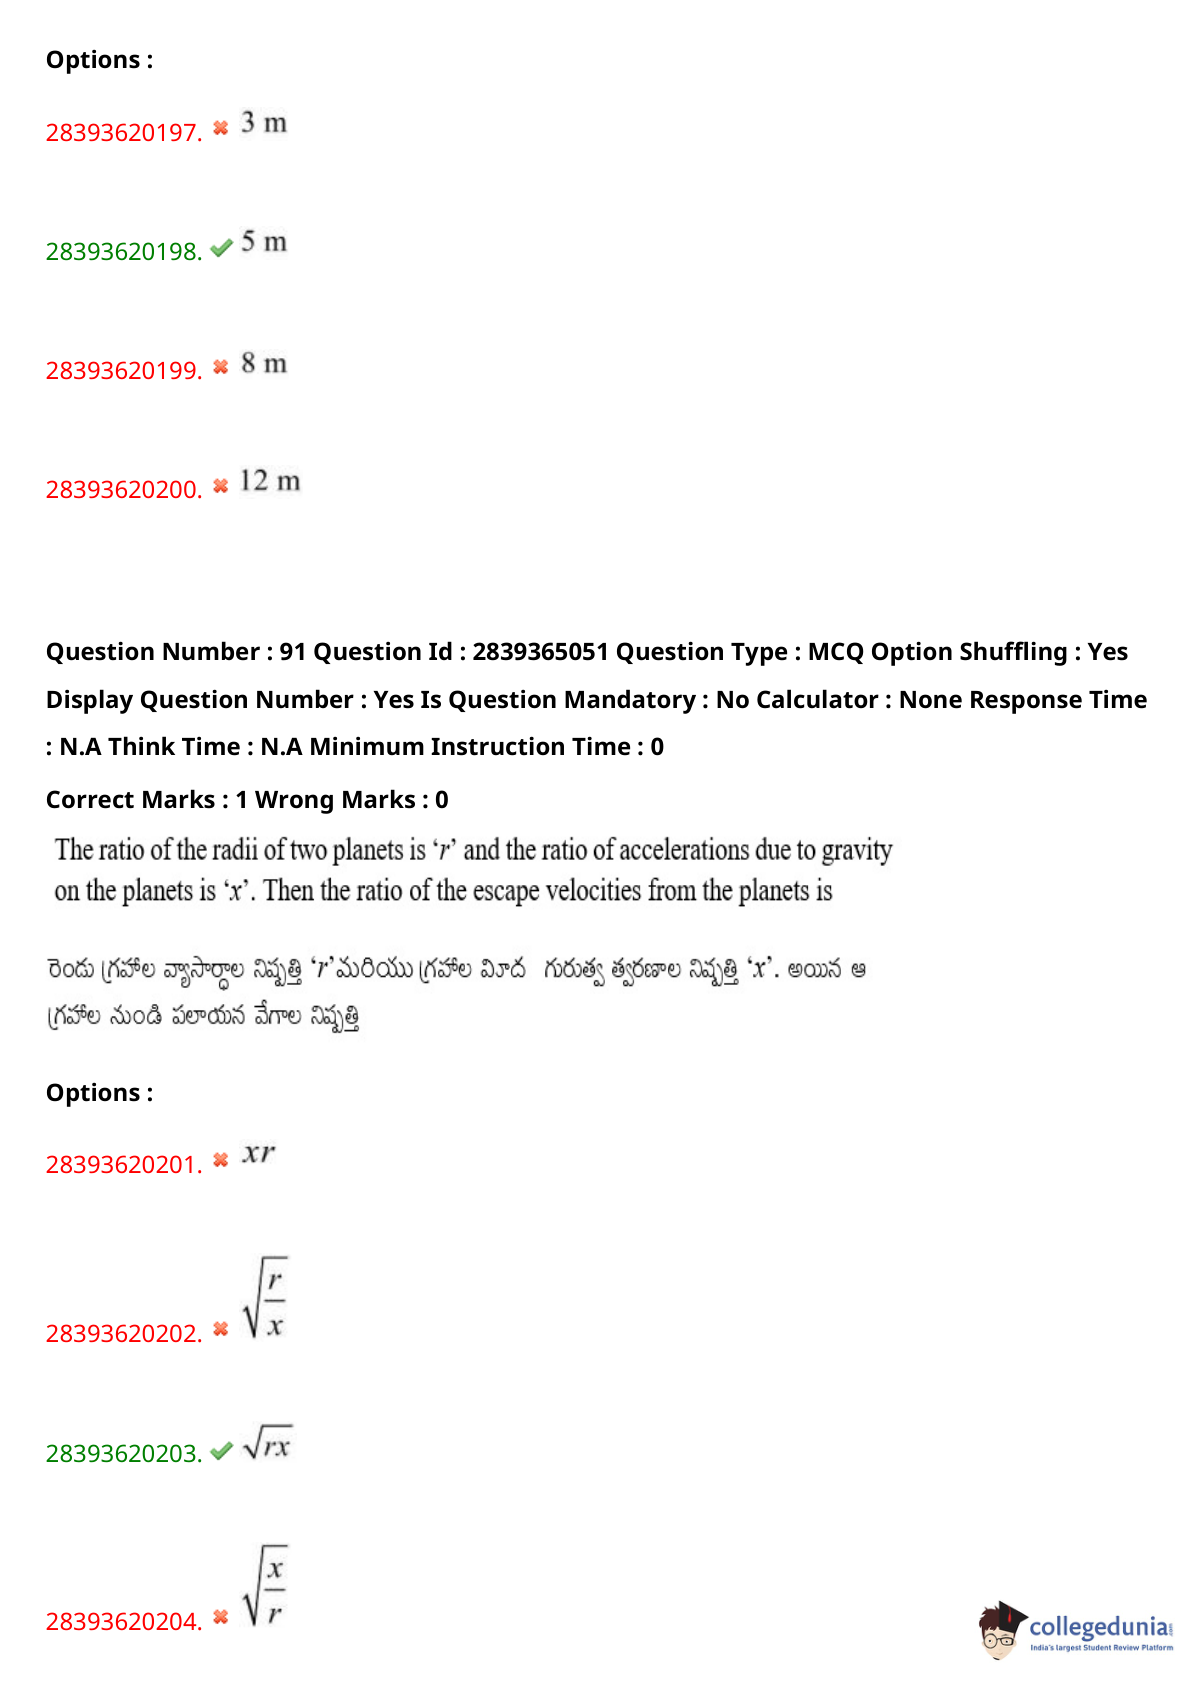 Options :
28393620197. 3 m
28393620198. 5 m
28393620199. 8 m
28393620200. 12 m
Question Number : 91 Question Id : 2839365051 Question Type : MCQ Option Shuffling : Yes
Display Question Number : Yes Is Question Mandatory : No Calculator : None Response Time
: N.A Think Time : N.A Minimum Instruction Time : 0
Correct Marks : 1 Wrong Marks : 0
The ratio of the radii of two planets is ‘r’ and the ratio of accelerations due to gravity
on the planets is ‘x’. Then the ratio of the escape velocities from the planets is
రెండు గ్రహాల వ్యాసార్ధాల నిష్పత్తి ‘r’ మరియు గ్రహాల మీద గురుత్వ త్వరణాల నిష్పత్తి ‘x’. అయిన ఆ
గ్రహాల నుండి పలాయన వేగాల నిష్పత్తి
Options :
28393620201. xr
28393620202. √(r/x)
28393620203. √rx
28393620204. √(x/r)
collegedunia.com
India's largest Student Review Platform